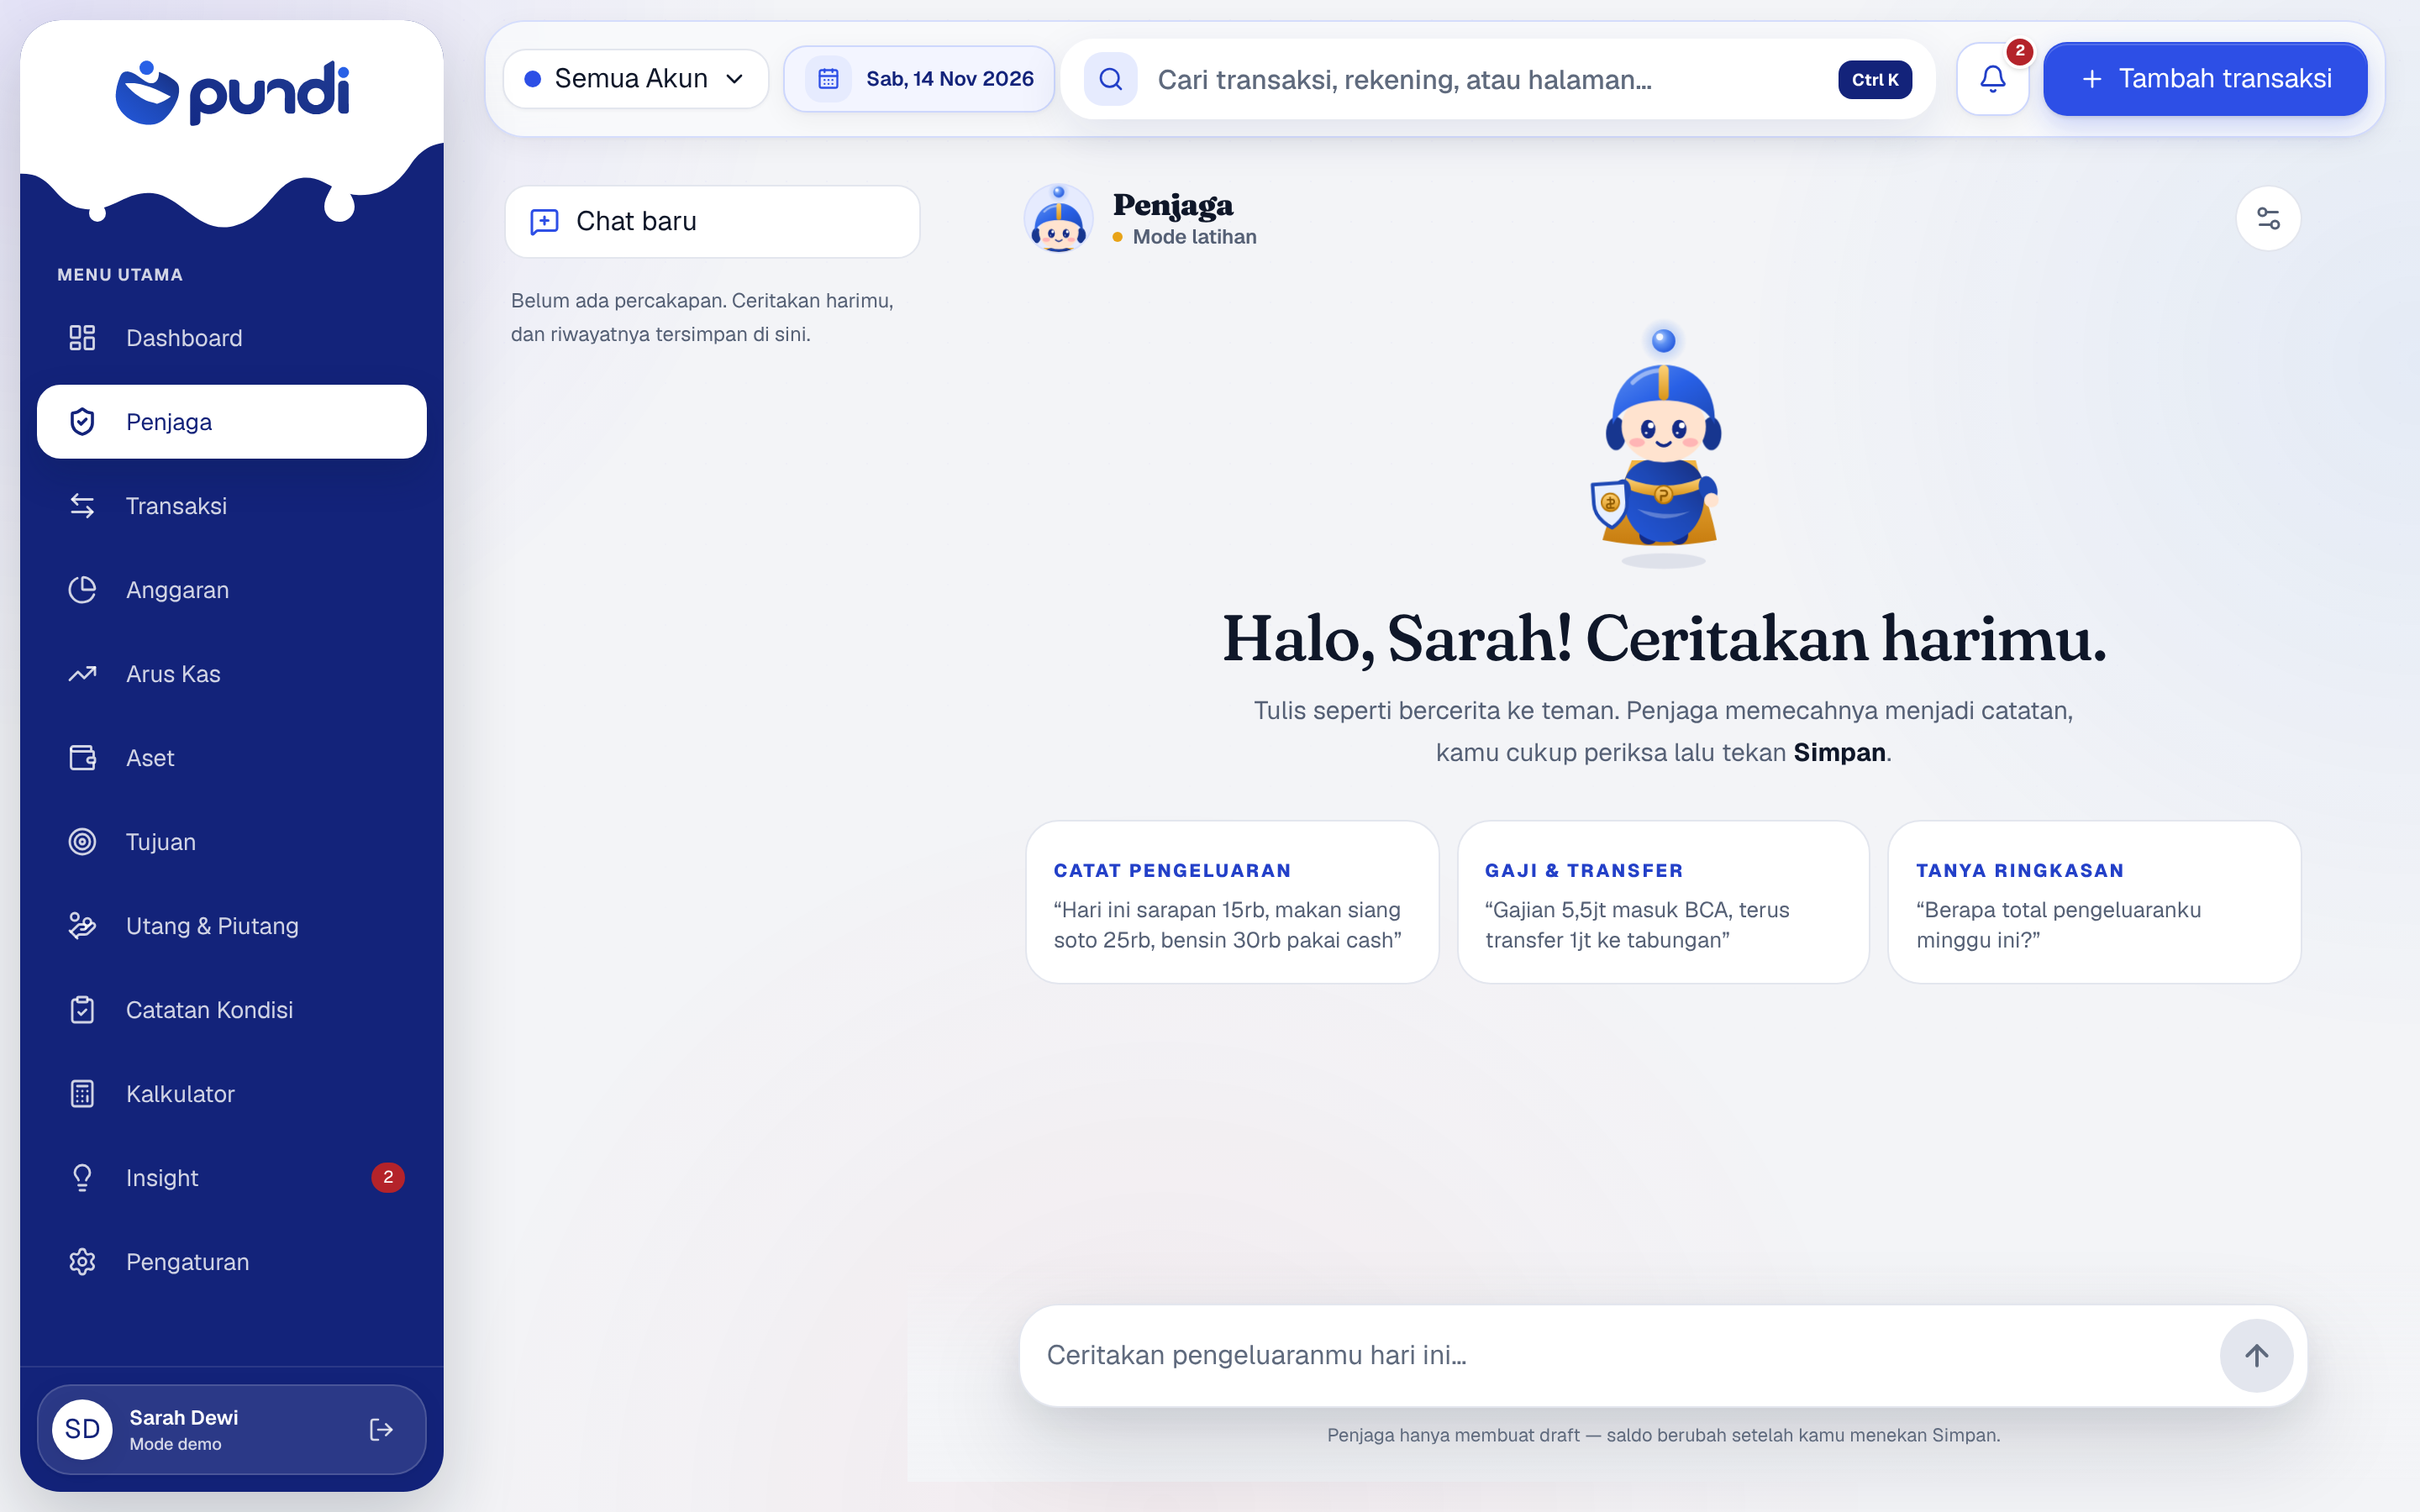 pundi
MENU UTAMA
Dashboard
Penjaga
Transaksi
Anggaran
Arus Kas
Aset
Tujuan
Utang & Piutang
Catatan Kondisi
Kalkulator
Insight
2
Pengaturan
SD
Sarah Dewi
Mode demo
Semua Akun
Sab, 14 Nov 2026
Cari transaksi, rekening, atau halaman...
Ctrl K
2
Tambah transaksi
Chat baru
Belum ada percakapan. Ceritakan harimu,
dan riwayatnya tersimpan di sini.
Penjaga
Mode latihan
Halo, Sarah! Ceritakan harimu.
Tulis seperti bercerita ke teman. Penjaga memecahnya menjadi catatan,
kamu cukup periksa lalu tekan Simpan.
CATAT PENGELUARAN
“Hari ini sarapan 15rb, makan siang
soto 25rb, bensin 30rb pakai cash”
GAJI & TRANSFER
“Gajian 5,5jt masuk BCA, terus
transfer 1jt ke tabungan”
TANYA RINGKASAN
“Berapa total pengeluaranku
minggu ini?”
Ceritakan pengeluaranmu hari ini...
Penjaga hanya membuat draft — saldo berubah setelah kamu menekan Simpan.